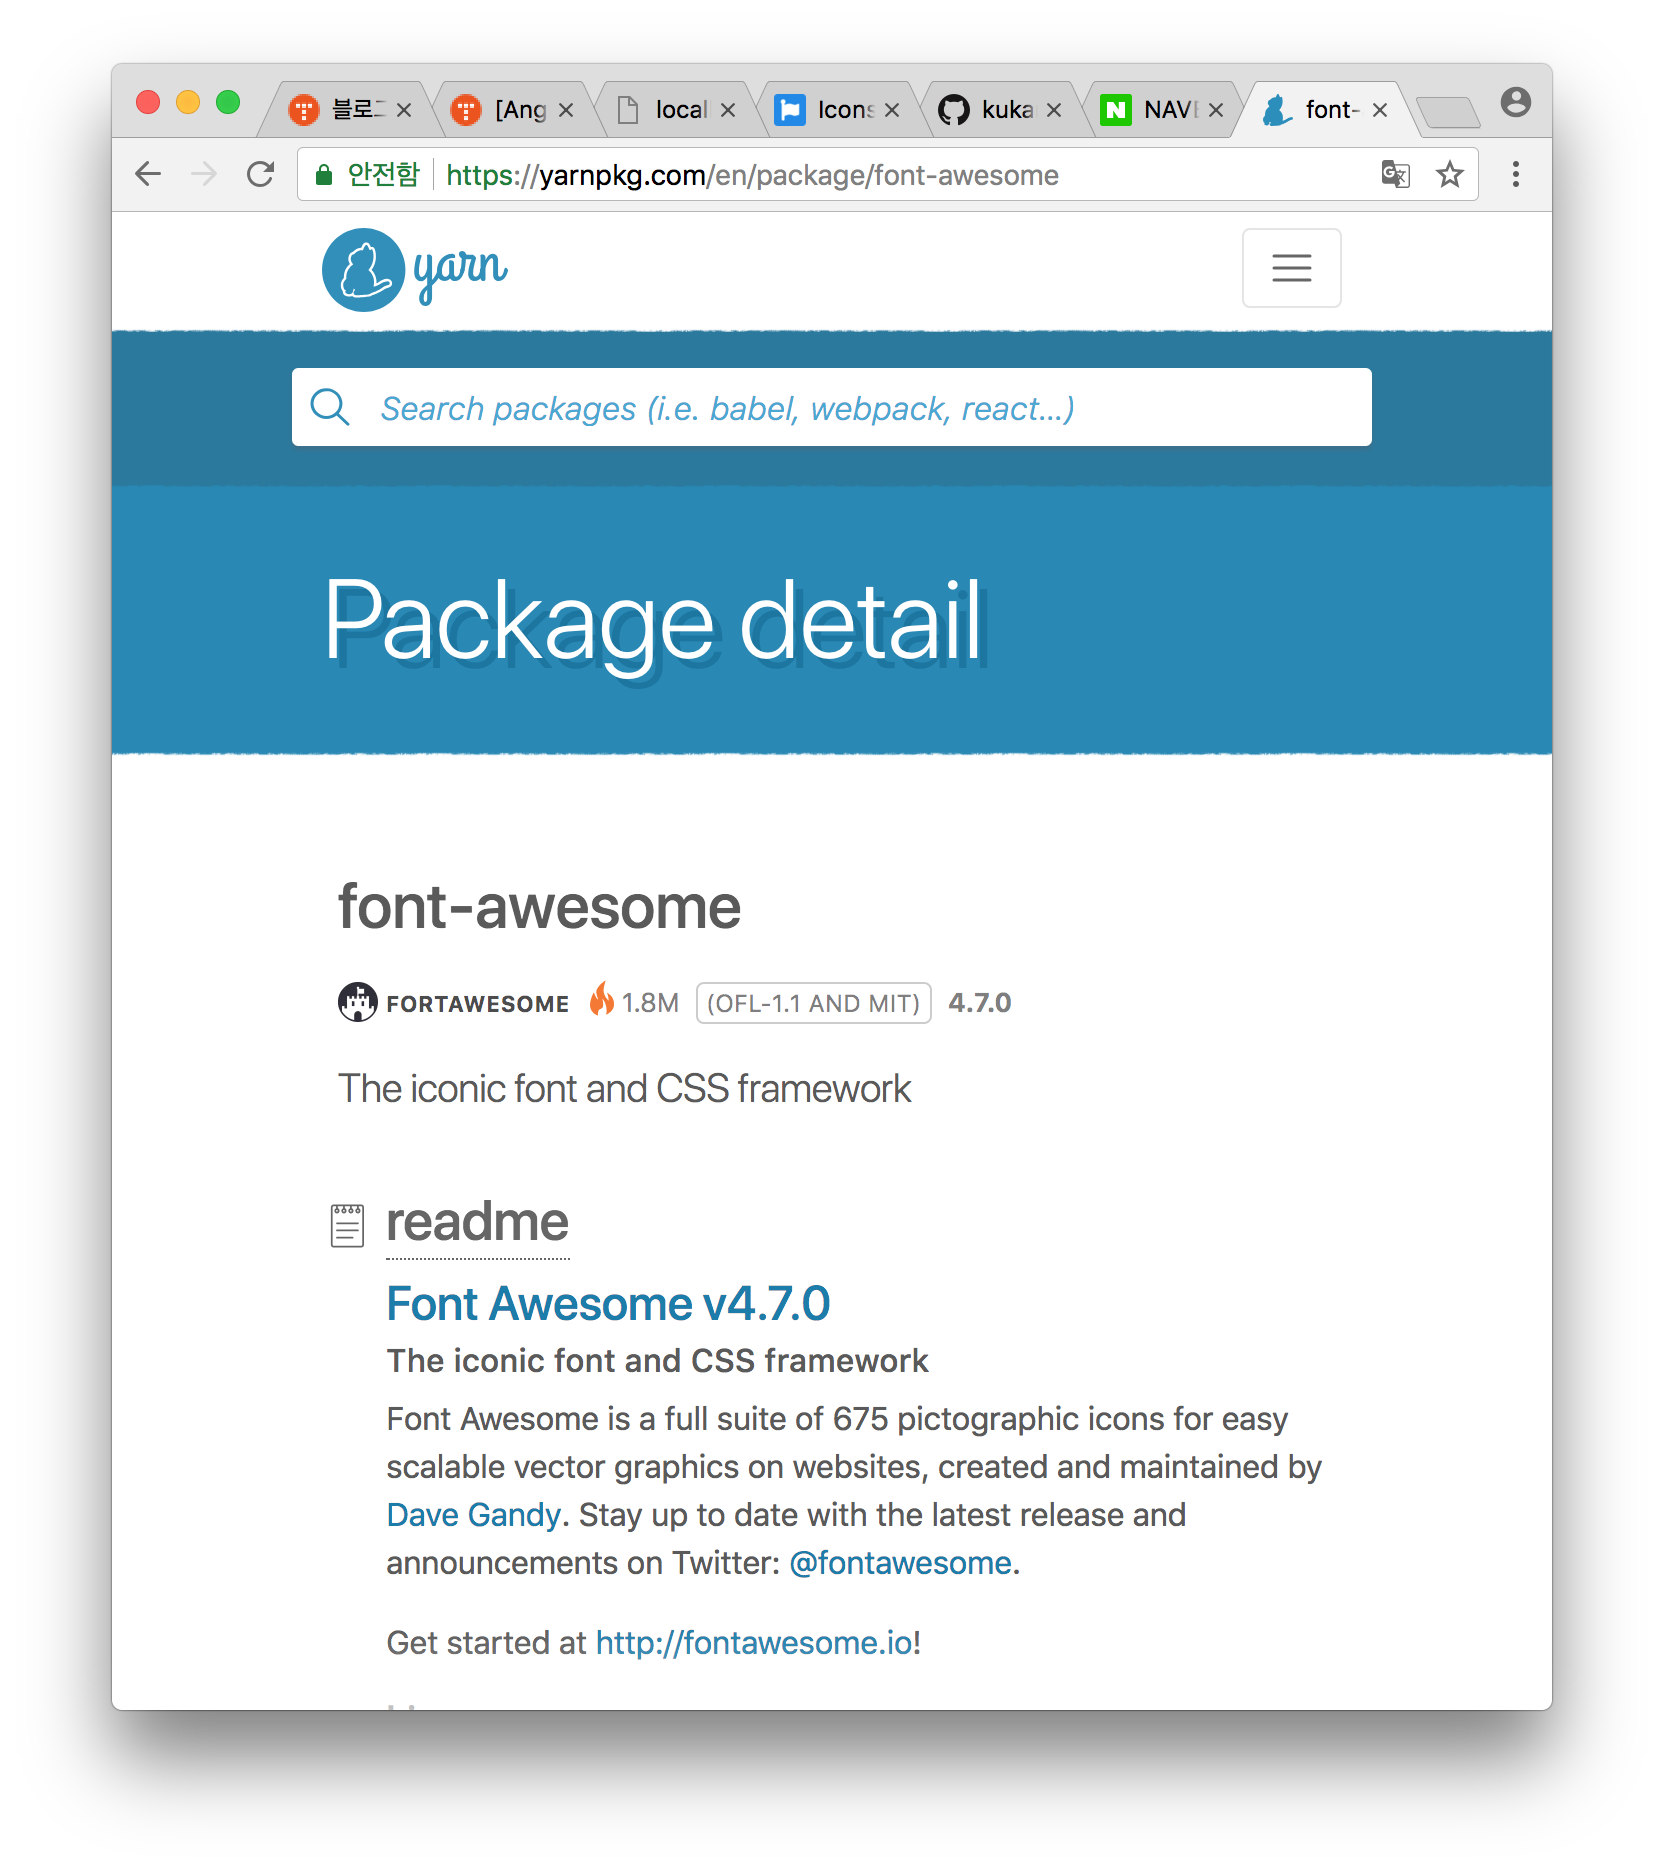 블로그 [Ang local Icons kuka NAVE font-
안전함 https://yarnpkg.com/en/package/font-awesome
yarn
Search packages (i.e. babel, webpack, react...)
Package detail
font-awesome
FORTAWESOME 1.8M (OFL-1.1 AND MIT) 4.7.0
The iconic font and CSS framework
readme
Font Awesome v4.7.0
The iconic font and CSS framework
Font Awesome is a full suite of 675 pictographic icons for easy
scalable vector graphics on websites, created and maintained by
Dave Gandy. Stay up to date with the latest release and
announcements on Twitter: @fontawesome.
Get started at http://fontawesome.io!